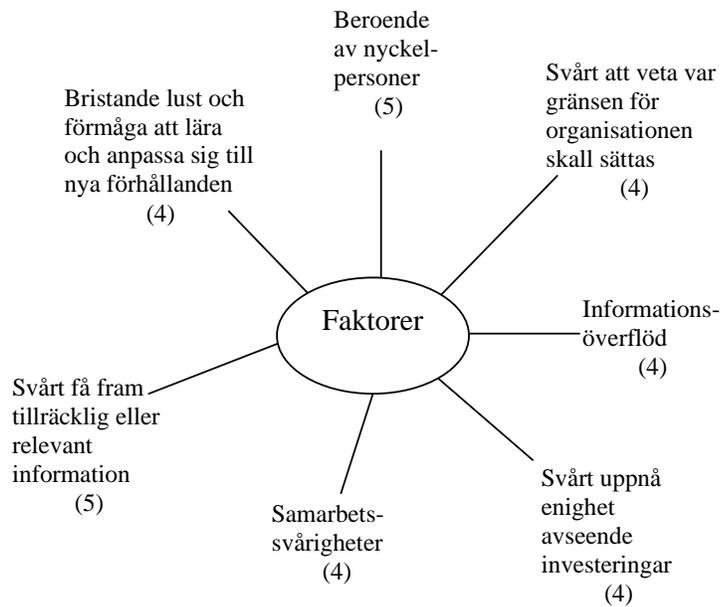 Beroende
av nyckel-
personer
(5)
Svårt att veta var
gränsen för
organisationen
skall sättas
(4)
Bristande lust och
förmåga att lära
och anpassa sig till
nya förhållanden
(4)
Faktorer
Informations-
överflöd
(4)
Svårt få fram
tillräcklig eller
relevant
information
(5)
Samarbets-
svårigheter
(4)
Svårt uppnå
enighet
avseende
investeringar
(4)